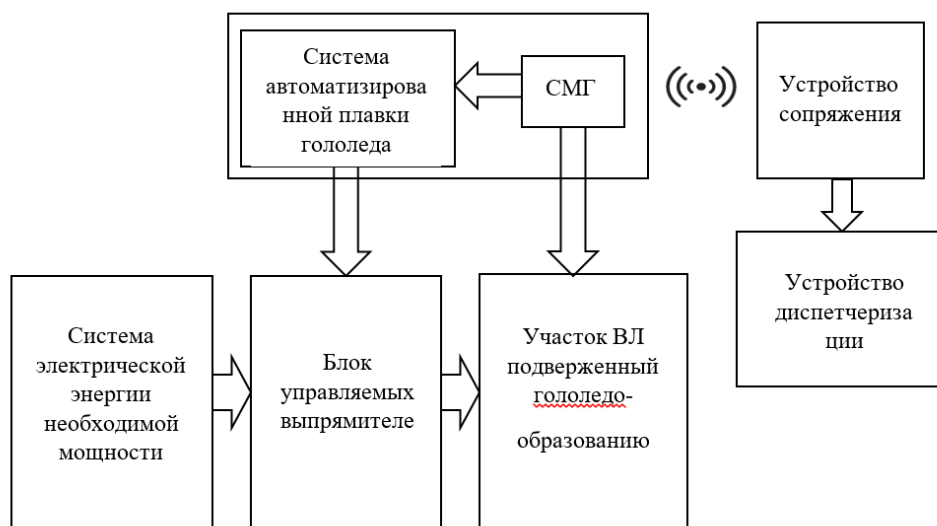 Система
автоматизирова
нной плавки
гололеда
СМГ
Устройство
сопряжения
Устройство
диспетчериза
ции
Система
электрической
энергии
необходимой
мощности
Блок
управляемых
выпрямителе
Участок ВЛ
подверженный
гололедо-
образованию